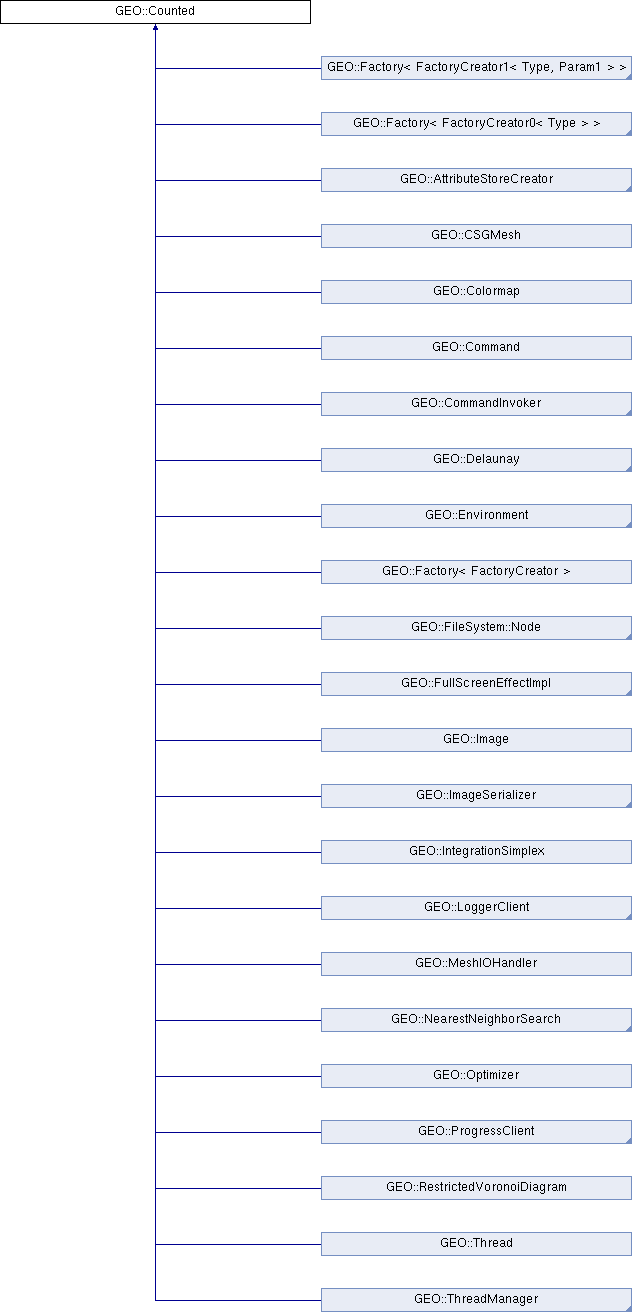 GEO::Counted
GEO::Factory< FactoryCreator1< Type, Param1 > >
GEO::Factory< FactoryCreator0< Type > >
GEO::AttributeStoreCreator
GEO::CSGMesh
GEO::Colormap
GEO::Command
GEO::CommandInvoker
GEO::Delaunay
GEO::Environment
GEO::Factory< FactoryCreator >
GEO::FileSystem::Node
GEO::FullScreenEffectImpl
GEO::Image
GEO::ImageSerializer
GEO::IntegrationSimplex
GEO::LoggerClient
GEO::MeshIOHandler
GEO::NearestNeighborSearch
GEO::Optimizer
GEO::ProgressClient
GEO::RestrictedVoronoiDiagram
GEO::Thread
GEO::ThreadManager